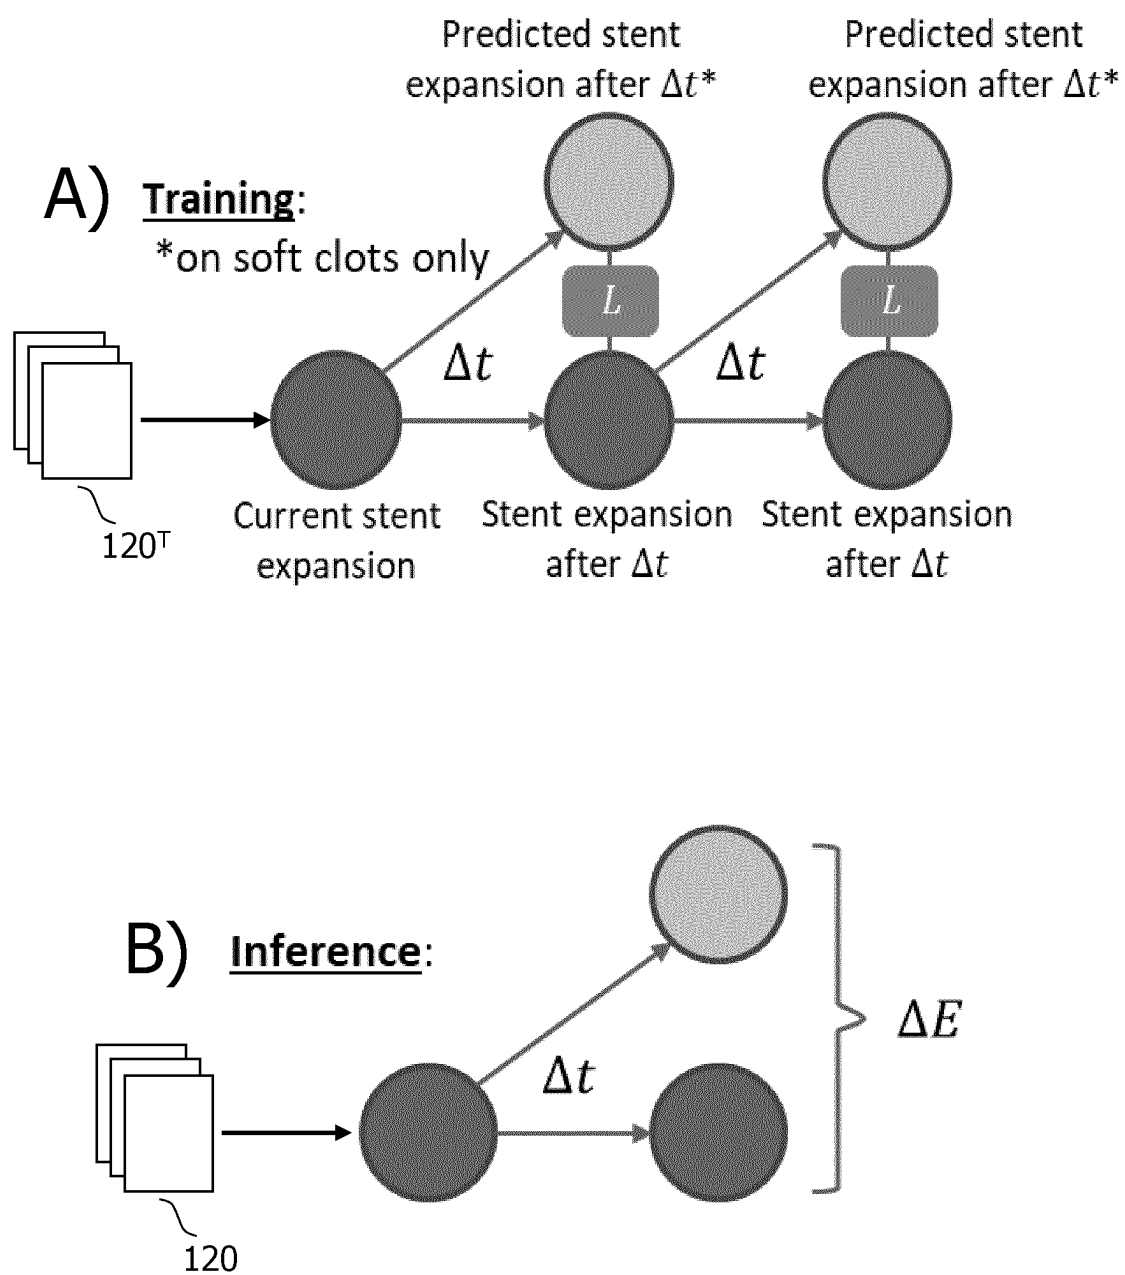 Predicted stent
expansion after Δt*
Predicted stent
expansion after Δt*
A) Training:
*on soft clots only
L
L
Δt
Δt
120ᵀ
Current stent
expansion
Stent expansion
after Δt
Stent expansion
after Δt
B) Inference:
ΔE
Δt
120